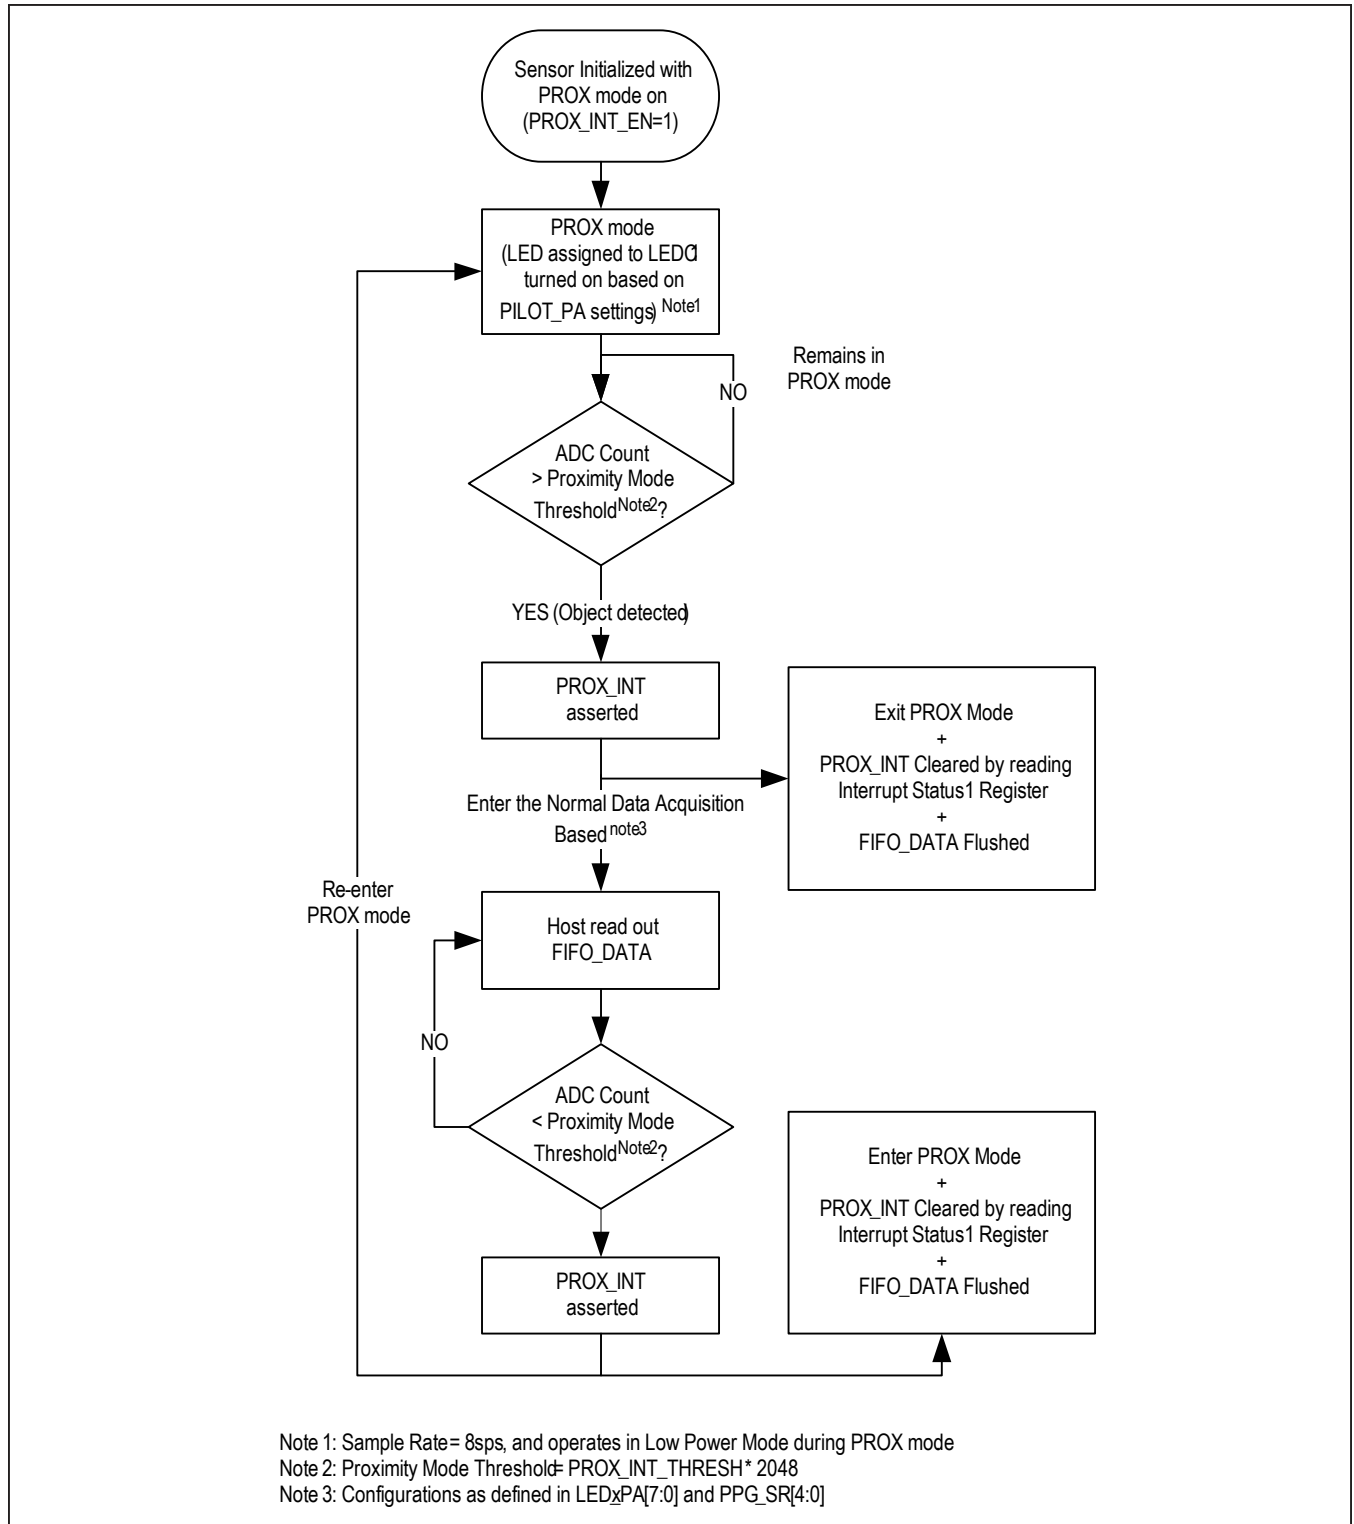 Sensor Initialized with
PROX mode on
(PROX_INT_EN=1)
PROX mode
(LED assigned to LEDC1
turned on based on
PILOT_PA settings) Note1
Remains in
PROX mode
NO
ADC Count
> Proximity Mode
Threshold Note2?
YES (Object detected)
PROX_INT
asserted
Exit PROX Mode
+
PROX_INT Cleared by reading
Interrupt Status1 Register
+
FIFO_DATA Flushed
Enter the Normal Data Acquisition
Based note3
Re-enter
PROX mode
Host read out
FIFO_DATA
NO
ADC Count
< Proximity Mode
Threshold Note2?
Enter PROX Mode
+
PROX_INT Cleared by reading
Interrupt Status1 Register
+
FIFO_DATA Flushed
PROX_INT
asserted
Note 1: Sample Rate = 8sps, and operates in Low Power Mode during PROX mode
Note 2: Proximity Mode Threshold = PROX_INT_THRESH * 2048
Note 3: Configurations as defined in LEDx_PA[7:0] and PPG_SR[4:0]